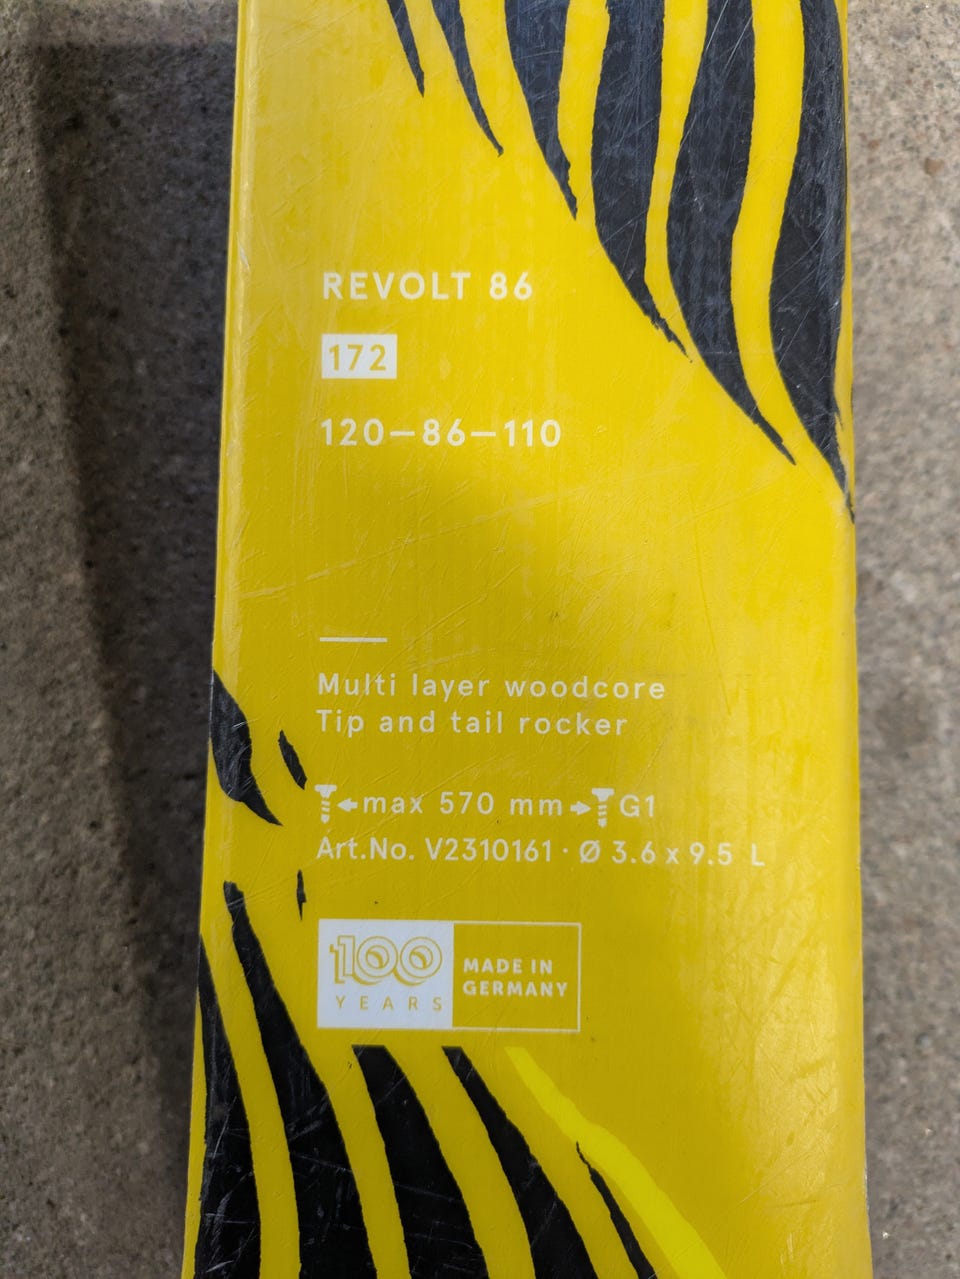 REVOLT 86
172
120–86–110
Multi layer woodcore
Tip and tail rocker
max 570 mm G1
Art.No. V2310161 · Ø 3.6 x 9.5 L
100
YEARS
MADE IN
GERMANY